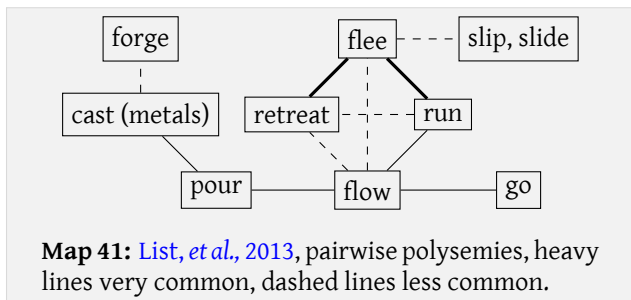 forge
flee
slip, slide
cast (metals)
retreat
run
pour
flow
go
Map 41: List, et al., 2013, pairwise polysemies, heavy
lines very common, dashed lines less common.